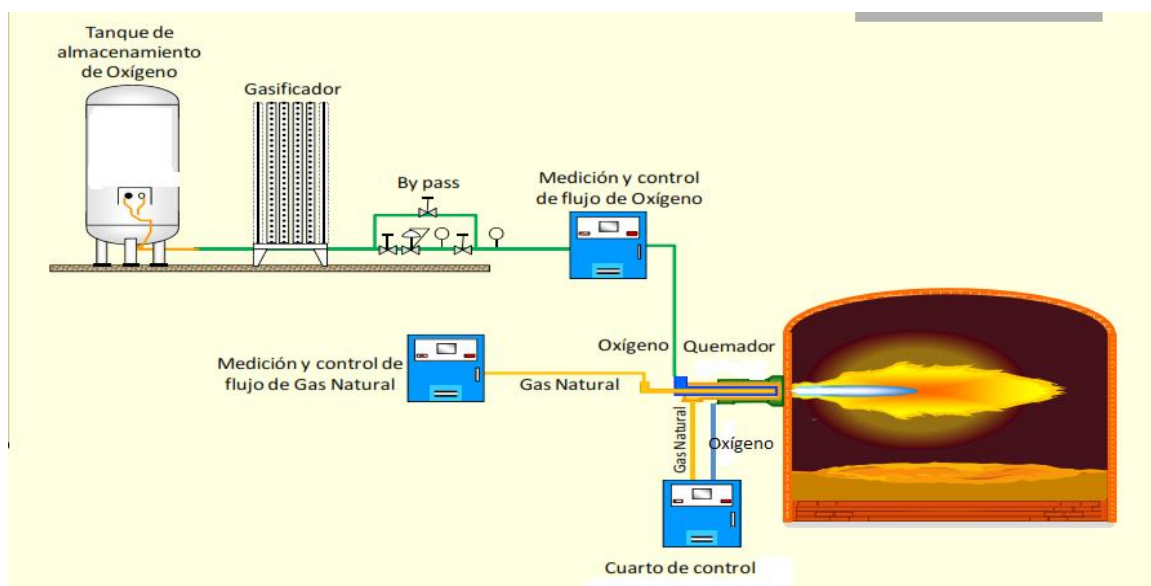 Tanque de
almacenamiento
de Oxígeno
Gasificador
By pass
Medición y control
de flujo de Oxígeno
Medición y control de
flujo de Gas Natural
Gas Natural
Oxígeno
Quemador
Gas Natural
Oxígeno
Cuarto de control